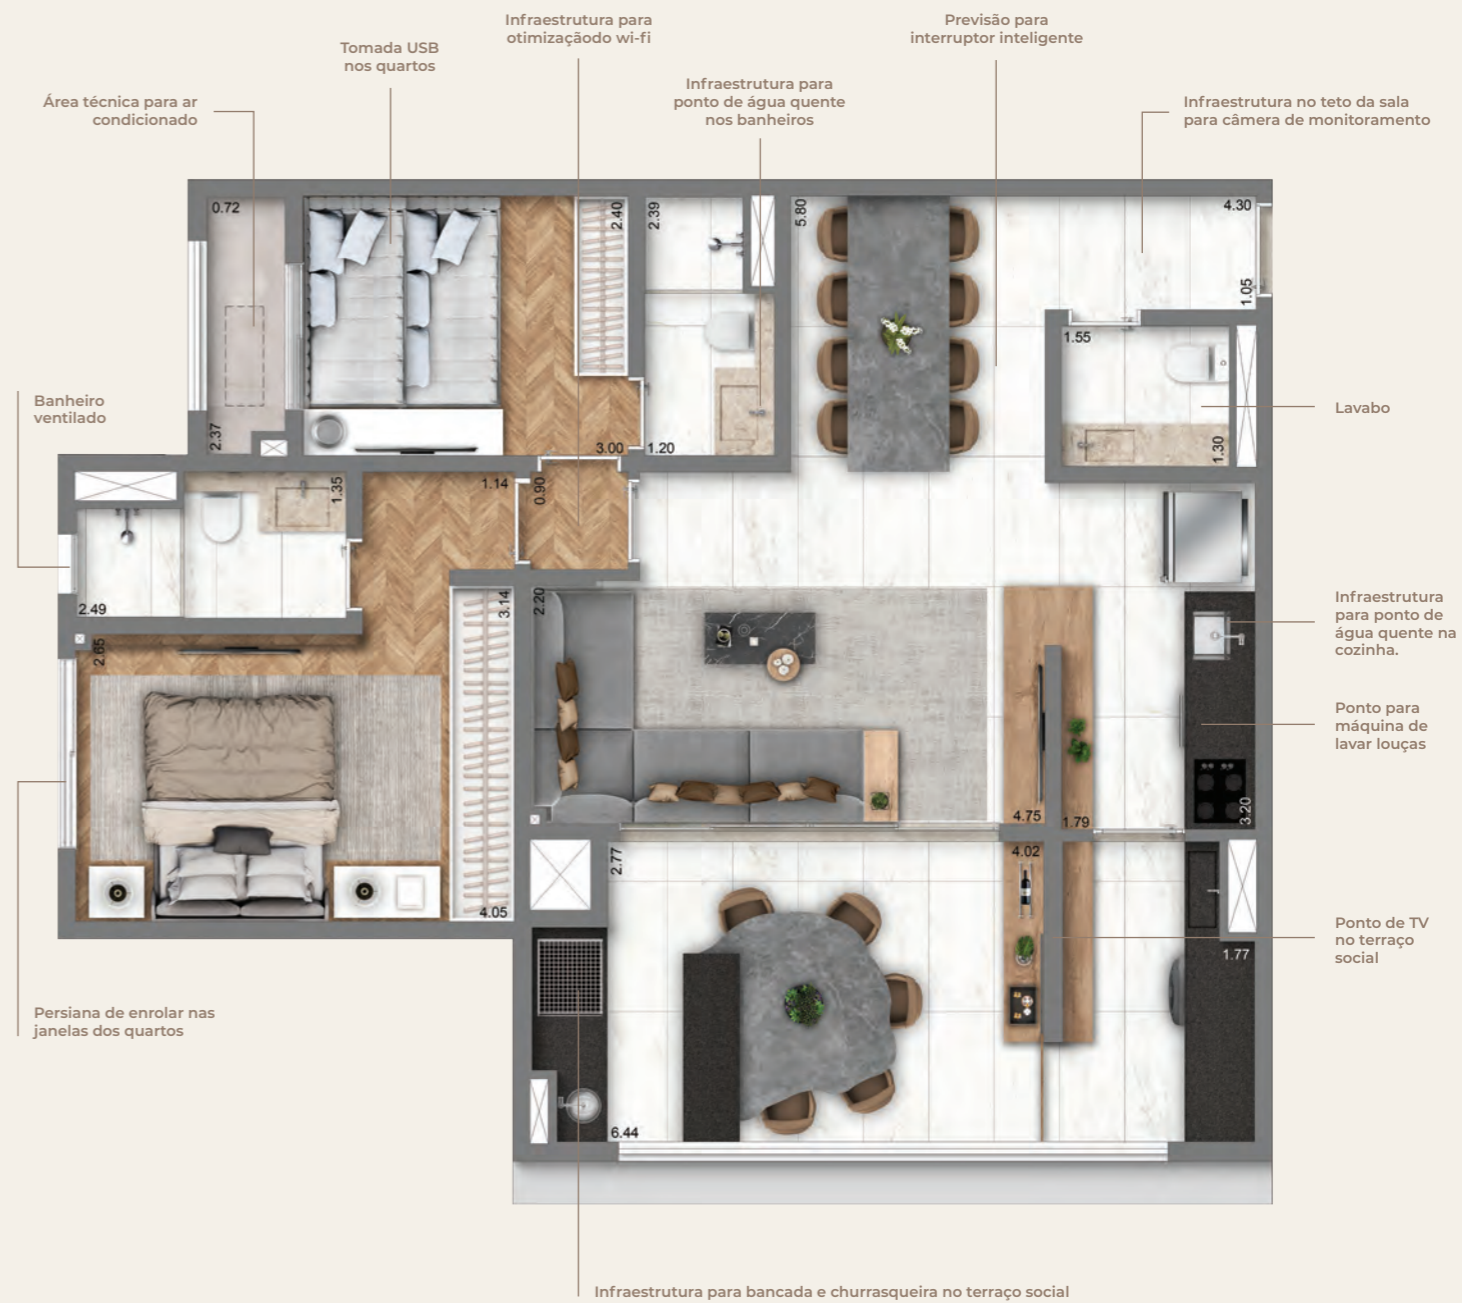 Infraestrutura para
otimizaçãodo wi-fi
Previsão para
interruptor inteligente
Tomada USB
nos quartos
Infraestrutura para
ponto de água quente
nos banheiros
Área técnica para ar
condicionado
Infraestrutura no teto da sala
para câmera de monitoramento
0.72
2.40
2.39
5.80
4.30
1.05
1.55
Banheiro
ventilado
Lavabo
2.37
3.00
1.20
1.30
1.35
1.14
0.90
2.49
3.14
2.20
Infraestrutura
para ponto de
água quente na
cozinha.
2.65
Ponto para
máquina de
lavar louças
4.75
1.79
3.20
2.77
4.02
4.05
Ponto de TV
no terraço
social
1.77
Persiana de enrolar nas
janelas dos quartos
6.44
Infraestrutura para bancada e churrasqueira no terraço social